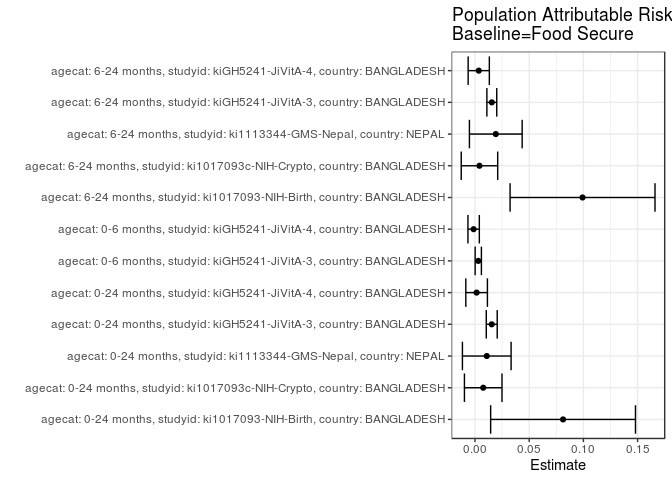 Population Attributable Risk
Baseline=Food Secure
agecat: 6-24 months, studyid: kiGH5241-JiVitA-4, country: BANGLADESH
agecat: 6-24 months, studyid: kiGH5241-JiVitA-3, country: BANGLADESH
agecat: 6-24 months, studyid: ki1113344-GMS-Nepal, country: NEPAL
agecat: 6-24 months, studyid: ki1017093c-NIH-Crypto, country: BANGLADESH
agecat: 6-24 months, studyid: ki1017093-NIH-Birth, country: BANGLADESH
agecat: 0-6 months, studyid: kiGH5241-JiVitA-4, country: BANGLADESH
agecat: 0-6 months, studyid: kiGH5241-JiVitA-3, country: BANGLADESH
agecat: 0-24 months, studyid: kiGH5241-JiVitA-4, country: BANGLADESH
agecat: 0-24 months, studyid: kiGH5241-JiVitA-3, country: BANGLADESH
agecat: 0-24 months, studyid: ki1113344-GMS-Nepal, country: NEPAL
agecat: 0-24 months, studyid: ki1017093c-NIH-Crypto, country: BANGLADESH
agecat: 0-24 months, studyid: ki1017093-NIH-Birth, country: BANGLADESH
0.00 0.05 0.10 0.15
Estimate